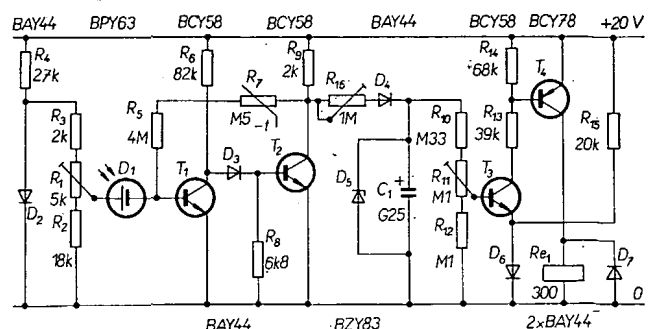 BAY44 BPY63 BCY58 BCY58 BAY44 BCY58 BCY78 +20 V
R4
27k
R6
82k
R9
2k
R14
68k
T4
R3
2k
R5
4M
R7
M5 -t
R16
1M
D4
R10
M33
R13
39k
R15
20k
R1
5k
D1
T1
D3
T2
D5
C1 +
G25
R11
M1
T3
D2
R2
18k
R8
6k8
R12
M1
D6
Re1
300
D7
0
BAY44 BZY83 2xBAY44